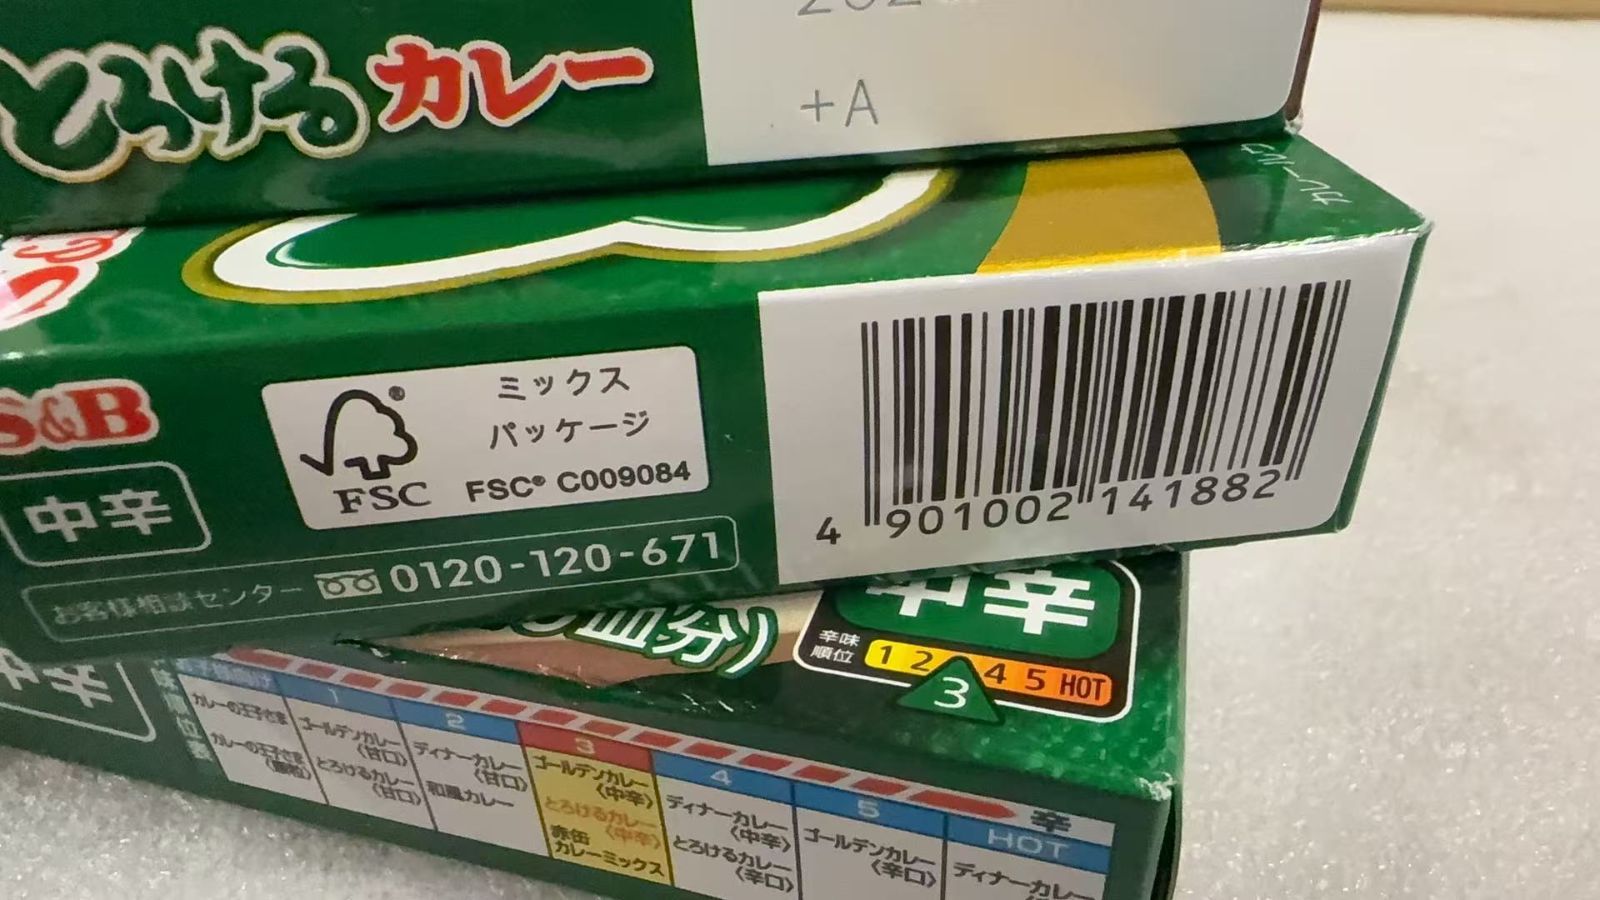 とろけるカレー
+A
S&B
中辛
FSC
ミックス
パッケージ
FSC® C009084
お客様相談センター 0120-120-671
4 901002 141882
皿分)
中辛
辛味
順位
1 2 3 4 5 HOT
中辛
1
2
3
4
5
HOT
辛
カレーの王子さま
カレーの王子さま
(顆粒)
ゴールデンカレー
(甘口)
とろけるカレー
(甘口)
ディナーカレー
(甘口)
和風カレー
ゴールデンカレー
(中辛)
とろけるカレー
(中辛)
赤缶
カレーミックス
ディナーカレー
(中辛)
とろけるカレー
(辛口)
ゴールデンカレー
(辛口)
ディナーカレー